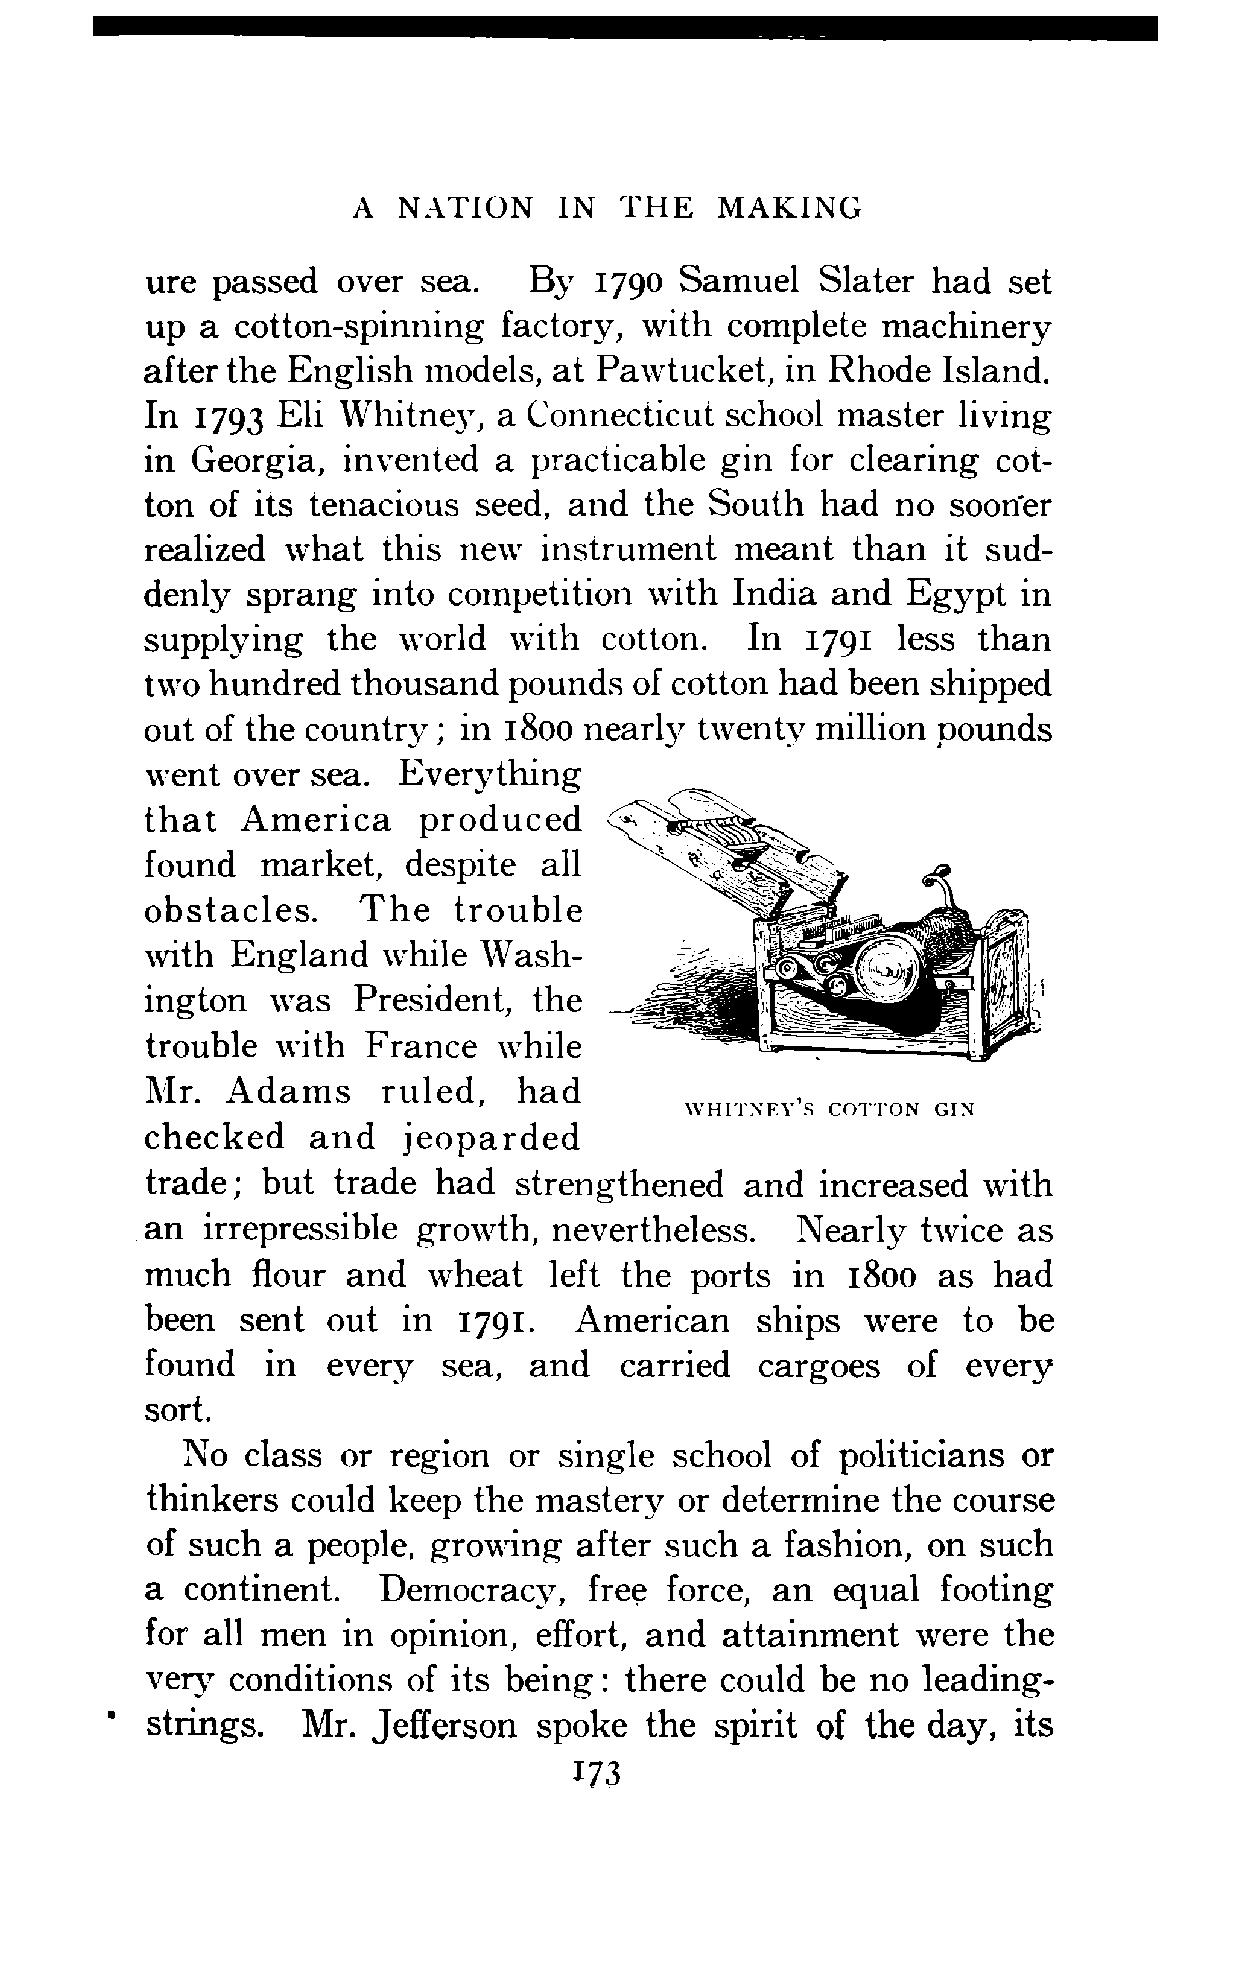 A NATION IN THE MAKING
ure passed over sea. By 1790 Samuel Slater had set
up a cotton-spinning factory, with complete machinery
after the English models, at Pawtucket, in Rhode Island.
In 1793 Eli Whitney, a Connecticut school master living
in Georgia, invented a practicable gin for clearing cot-
ton of its tenacious seed, and the South had no sooner
realized what this new instrument meant than it sud-
denly sprang into competition with India and Egypt in
supplying the world with cotton. In 1791 less than
two hundred thousand pounds of cotton had been shipped
out of the country; in 1800 nearly twenty million pounds
went over sea. Everything
that America produced
found market, despite all
obstacles. The trouble
with England while Wash-
ington was President, the
trouble with France while
Mr. Adams ruled, had
checked and jeoparded
WHITNEY'S COTTON GIN
trade; but trade had strengthened and increased with
an irrepressible growth, nevertheless. Nearly twice as
much flour and wheat left the ports in 1800 as had
been sent out in 1791. American ships were to be
found in every sea, and carried cargoes of every
sort.
No class or region or single school of politicians or
thinkers could keep the mastery or determine the course
of such a people, growing after such a fashion, on such
a continent. Democracy, free force, an equal footing
for all men in opinion, effort, and attainment were the
very conditions of its being: there could be no leading-
strings. Mr. Jefferson spoke the spirit of the day, its
173